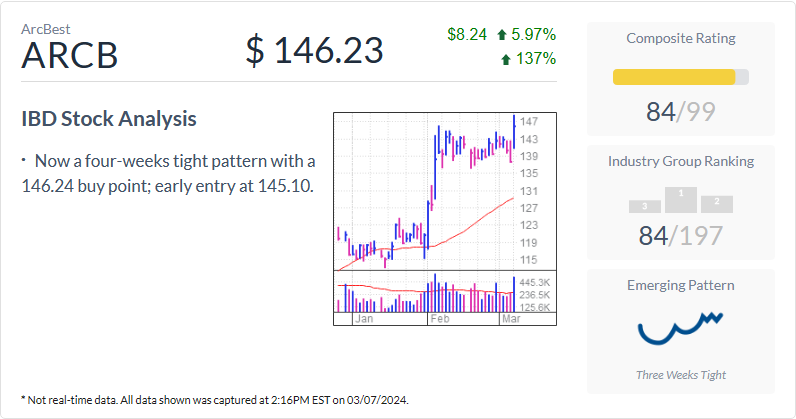 ArcBest
ARCB
$ 146.23
$8.24 5.97%
137%
IBD Stock Analysis
· Now a four-weeks tight pattern with a
146.24 buy point; early entry at 145.10.
147
143
139
135
131
127
123
119
115
445.3K
236.5K
125.6K
Jan Feb Mar
* Not real-time data. All data shown was captured at 2:16PM EST on 03/07/2024.
Composite Rating
84/99
Industry Group Ranking
3 1 2
84/197
Emerging Pattern
Three Weeks Tight